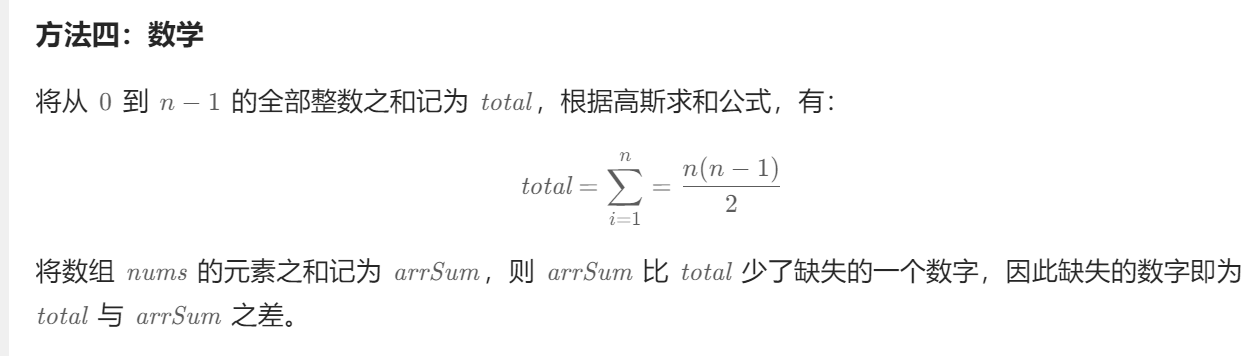 方法四：数学
将从 0 到 n − 1 的全部整数之和记为 total，根据高斯求和公式，有：
total = \sum_{i=1}^{n} = \frac{n(n − 1)}{2}
将数组 nums 的元素之和记为 arrSum，则 arrSum 比 total 少了缺失的一个数字，因此缺失的数字即为
total 与 arrSum 之差。